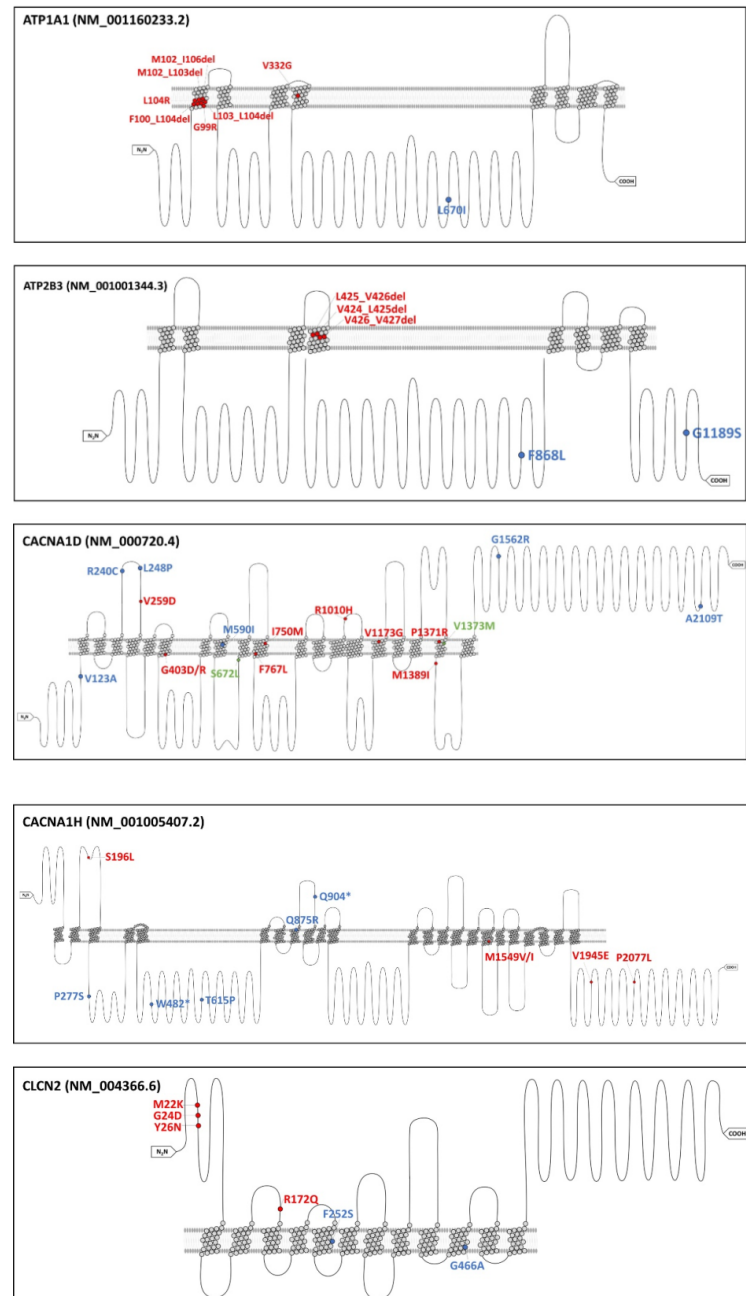 ATP1A1 (NM_001160233.2)
M102_I106del
M102_L103del
V332G
L104R
F100_L104del
L103_L104del
G99R
N₂N
COOH
L670I
ATP2B3 (NM_001001344.3)
L425_V426del
V424_L425del
V426_V427del
N₂N
G1189S
F868L
COOH
CACNA1D (NM_000720.4)
G1562R
R240C
L248P
COOH
V259D
A2109T
R1010H
M590I
I750M
V1173G
P1371R
V1373M
G403D/R
S672L
F767L
M1389I
V123A
N₂N
CACNA1H (NM_001005407.2)
S196L
N₂N
Q904*
Q875R
M1549V/I
V1945E
P2077L
COOH
P277S
W482*
T615P
CLCN2 (NM_004366.6)
M22K
G24D
Y26N
COOH
N₂N
R172Q
F252S
G466A